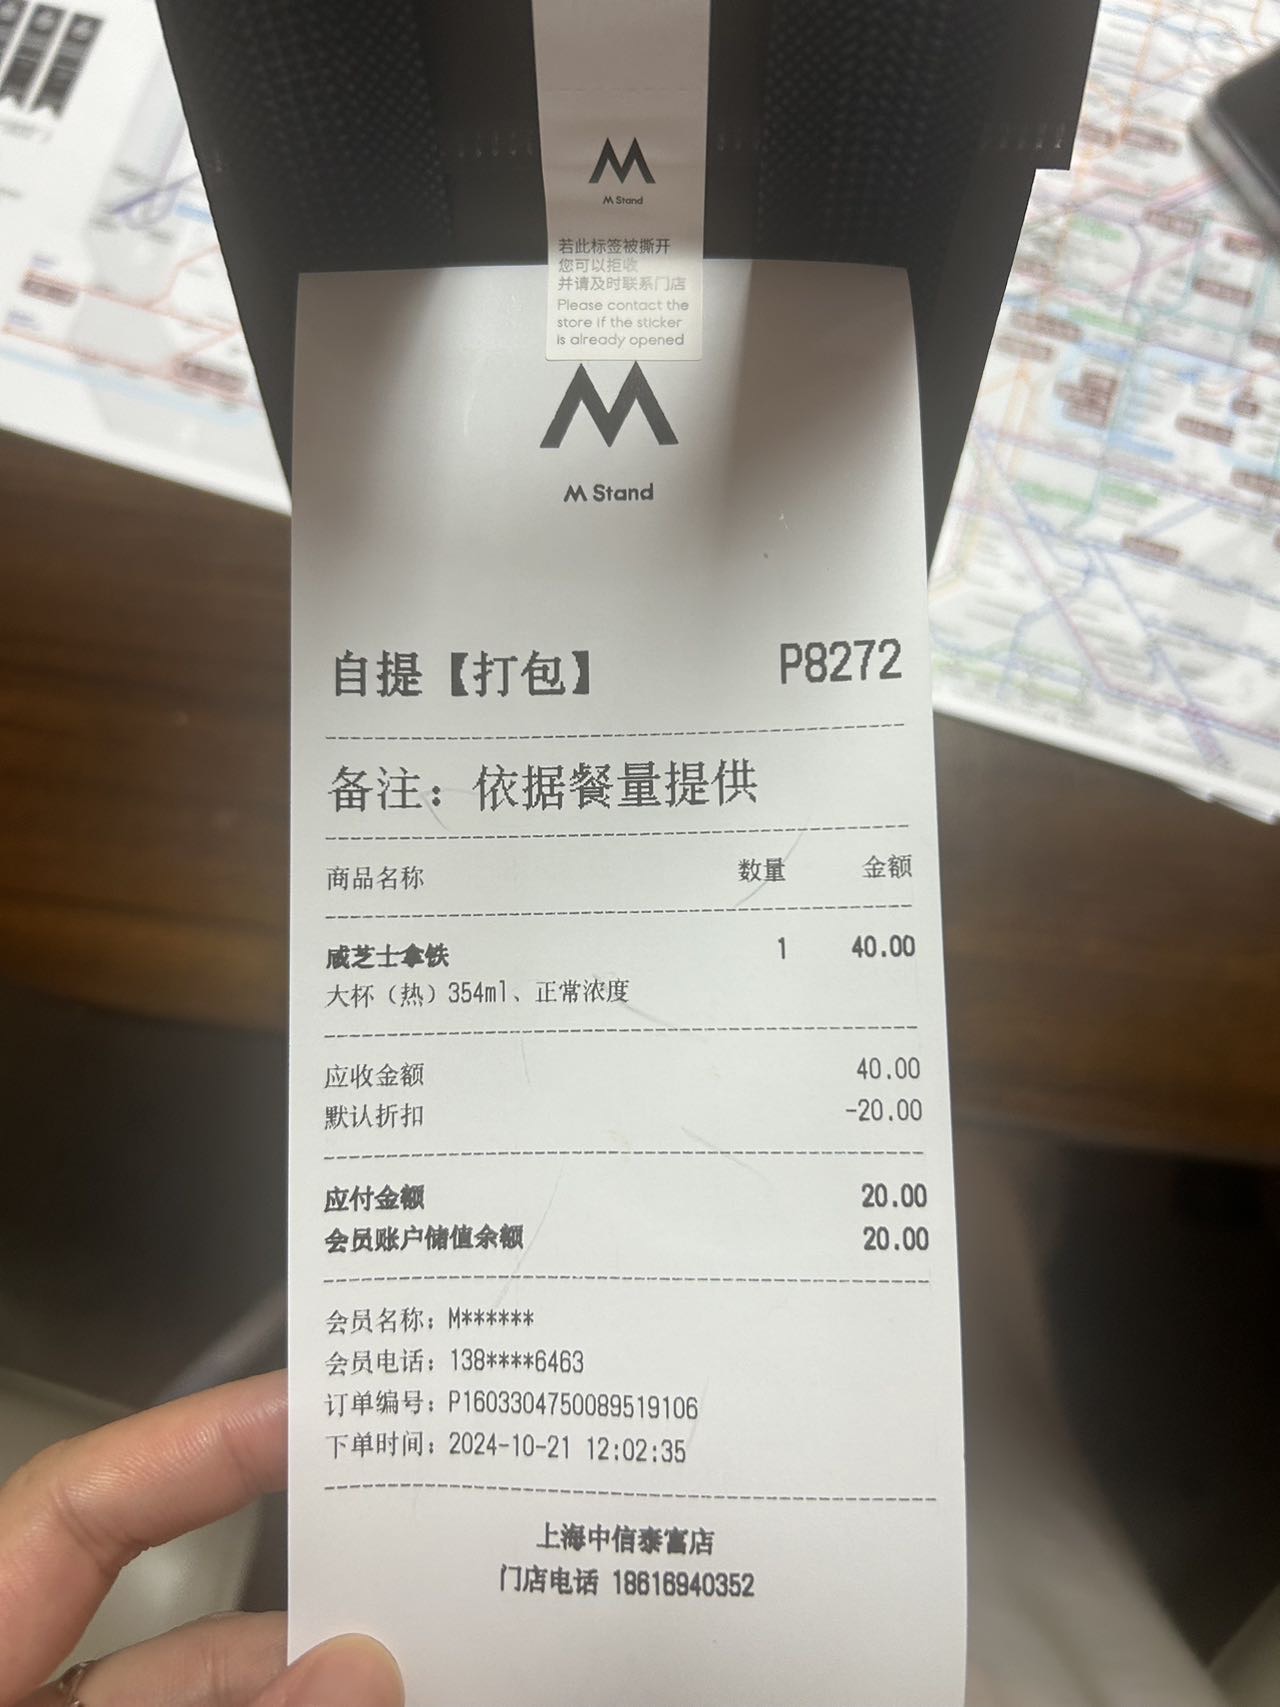 M Stand
若此标签被撕开
您可以拒收
并请及时联系门店
Please contact the
store if the sticker
is already opened
M Stand
自提【打包】 P8272
备注：依据餐量提供
商品名称 数量 金额
咸芝士拿铁 1 40.00
大杯（热）354ml、正常浓度
应收金额 40.00
默认折扣 -20.00
应付金额 20.00
会员账户储值余额 20.00
会员名称：M******
会员电话：138****6463
订单编号：P1603304750089519106
下单时间：2024-10-21 12:02:35
上海中信泰富店
门店电话 18616940352